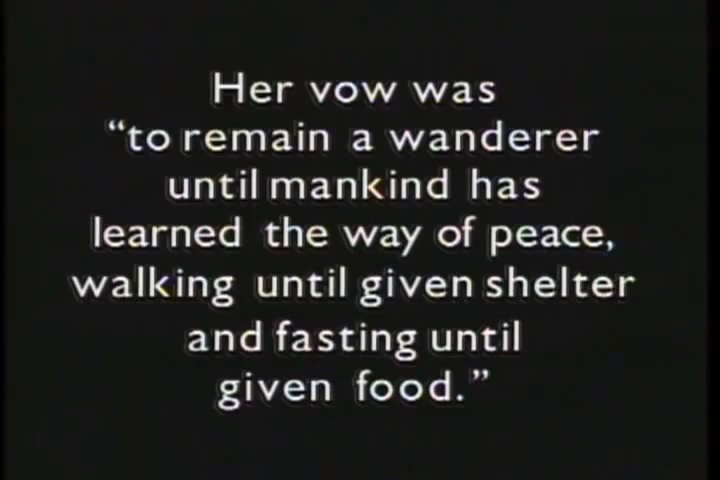 Her vow was
“to remain a wanderer
until mankind has
learned the way of peace,
walking until given shelter
and fasting until
given food.”